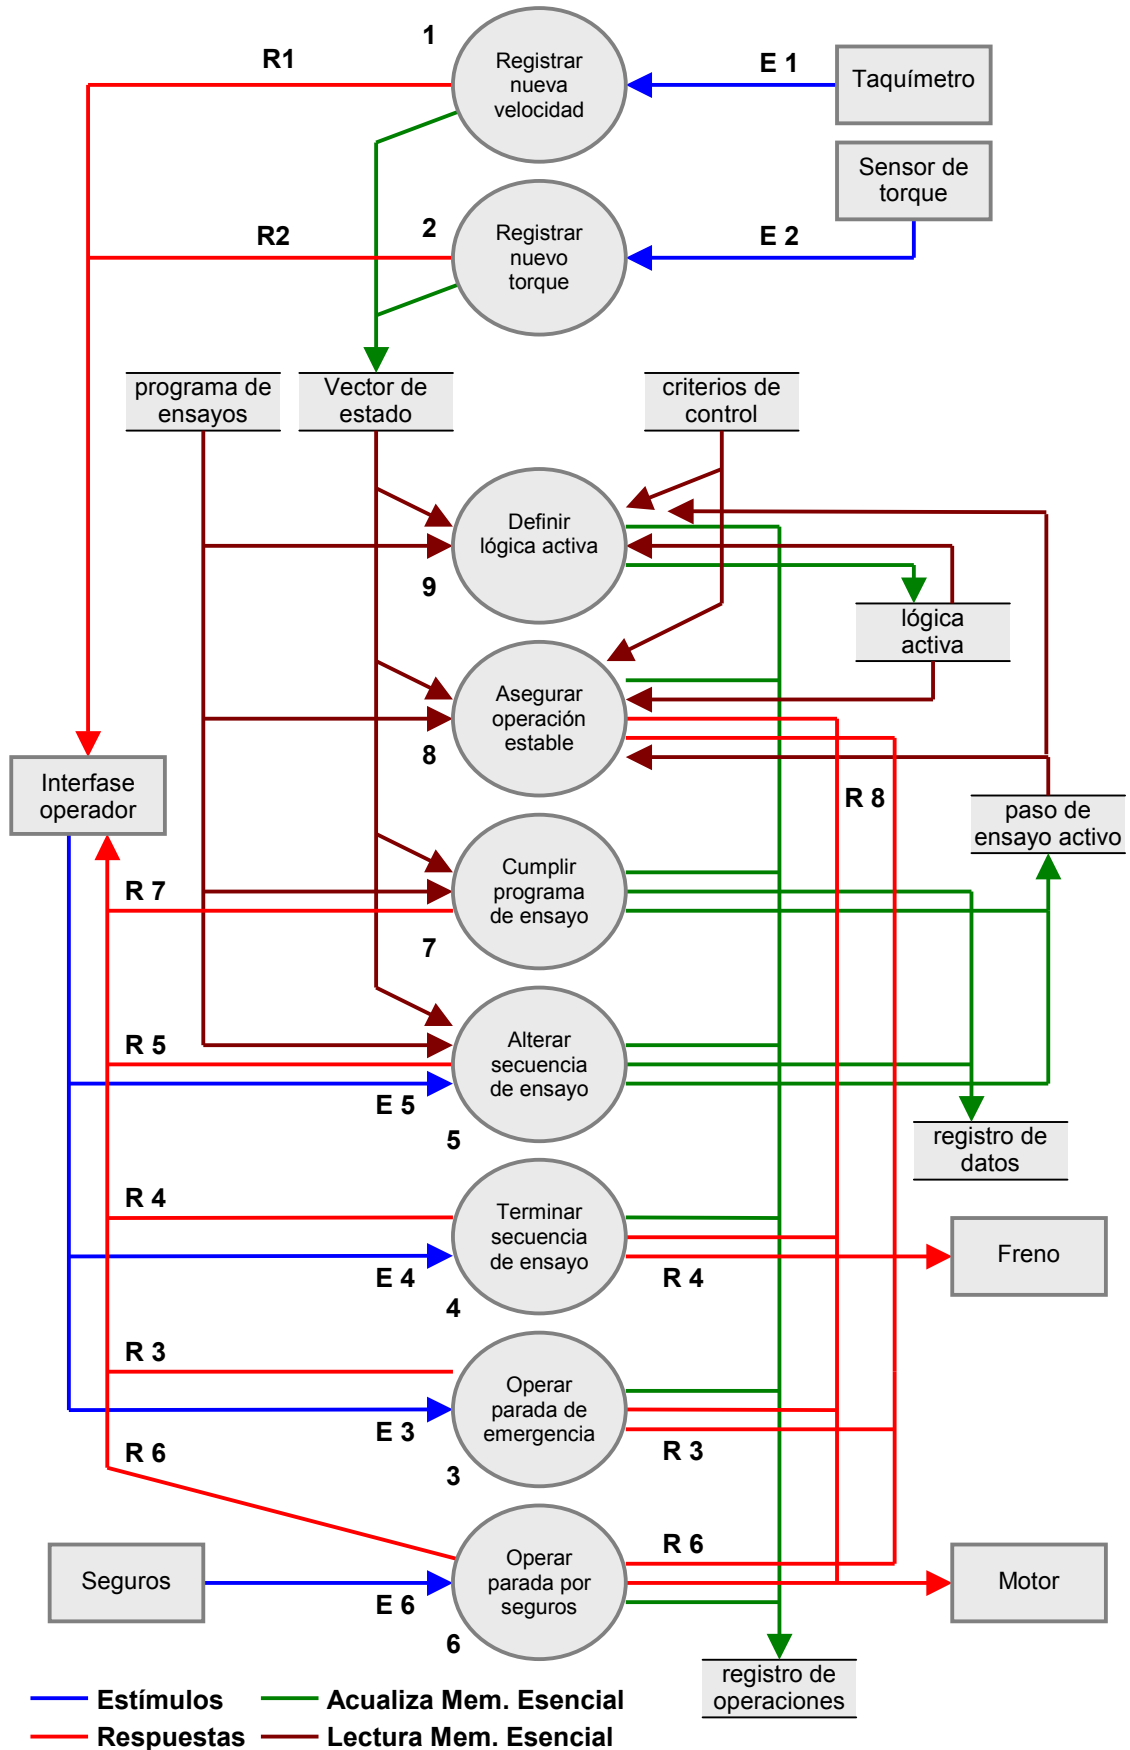 1
R1
Registrar
nueva
velocidad
E 1
Taquímetro
Sensor de
torque
2
R2
Registrar
nuevo
torque
E 2
programa de
ensayos
Vector de
estado
criterios de
control
Definir
lógica activa
9
lógica
activa
Asegurar
operación
estable
8
Interfase
operador
R 8
paso de
ensayo activo
Cumplir
programa
de ensayo
R 7
7
R 5
Alterar
secuencia
de ensayo
E 5
5
registro de
datos
R 4
Terminar
secuencia
de ensayo
E 4
4
R 4
Freno
R 3
Operar
parada de
emergencia
E 3
3
R 3
R 6
Seguros
E 6
Operar
parada por
seguros
6
R 6
Motor
registro de
operaciones
Estímulos
Acualiza Mem. Esencial
Respuestas
Lectura Mem. Esencial